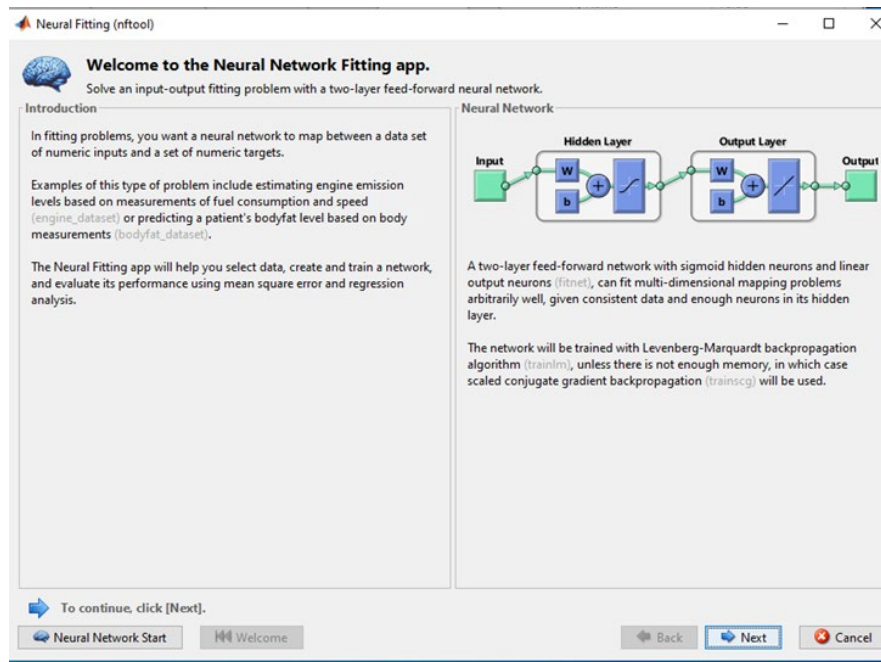 Neural Fitting (nftool)
Welcome to the Neural Network Fitting app.
Solve an input-output fitting problem with a two-layer feed-forward neural network.
Introduction
In fitting problems, you want a neural network to map between a data set
of numeric inputs and a set of numeric targets.
Examples of this type of problem include estimating engine emission
levels based on measurements of fuel consumption and speed
(engine_dataset) or predicting a patient's bodyfat level based on body
measurements (bodyfat_dataset).
The Neural Fitting app will help you select data, create and train a network,
and evaluate its performance using mean square error and regression
analysis.
Neural Network
Hidden Layer Output Layer
Input Output
W W
+ +
b b
A two-layer feed-forward network with sigmoid hidden neurons and linear
output neurons (fitnet), can fit multi-dimensional mapping problems
arbitrarily well, given consistent data and enough neurons in its hidden
layer.
The network will be trained with Levenberg-Marquardt backpropagation
algorithm (trainlm), unless there is not enough memory, in which case
scaled conjugate gradient backpropagation (trainscg) will be used.
To continue, click [Next].
Neural Network Start Welcome Back Next Cancel